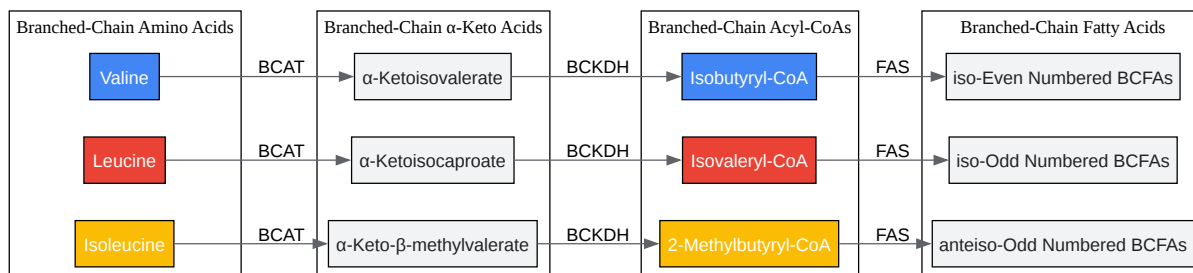 Branched-Chain Amino Acids
Branched-Chain α-Keto Acids
Branched-Chain Acyl-CoAs
Branched-Chain Fatty Acids
Valine
BCAT
α-Ketoisovalerate
BCKDH
Isobutyryl-CoA
FAS
iso-Even Numbered BCFAs
Leucine
BCAT
α-Ketoisocaproate
BCKDH
Isovaleryl-CoA
FAS
iso-Odd Numbered BCFAs
Isoleucine
BCAT
α-Keto-β-methylvalerate
BCKDH
2-Methylbutyryl-CoA
FAS
anteiso-Odd Numbered BCFAs